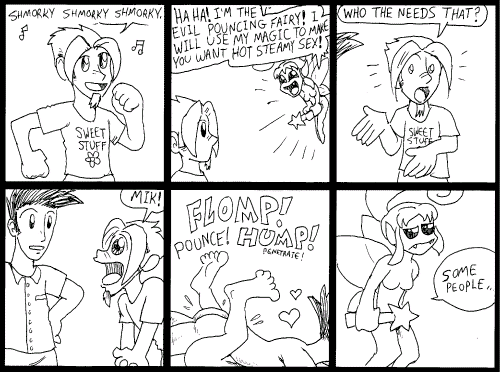 SHMORKY SHMORKY SHMORKY.
SWEET
STUFF
HA HA! I'M THE
EVIL POUNCING FAIRY! I
WILL USE MY MAGIC TO MAKE
YOU WANT HOT STEAMY SEX!
WHO THE NEEDS THAT?
SWEET
STUFF
MIK!
FLOMP!
POUNCE! HUMP!
PENETRATE!
SOME
PEOPLE...